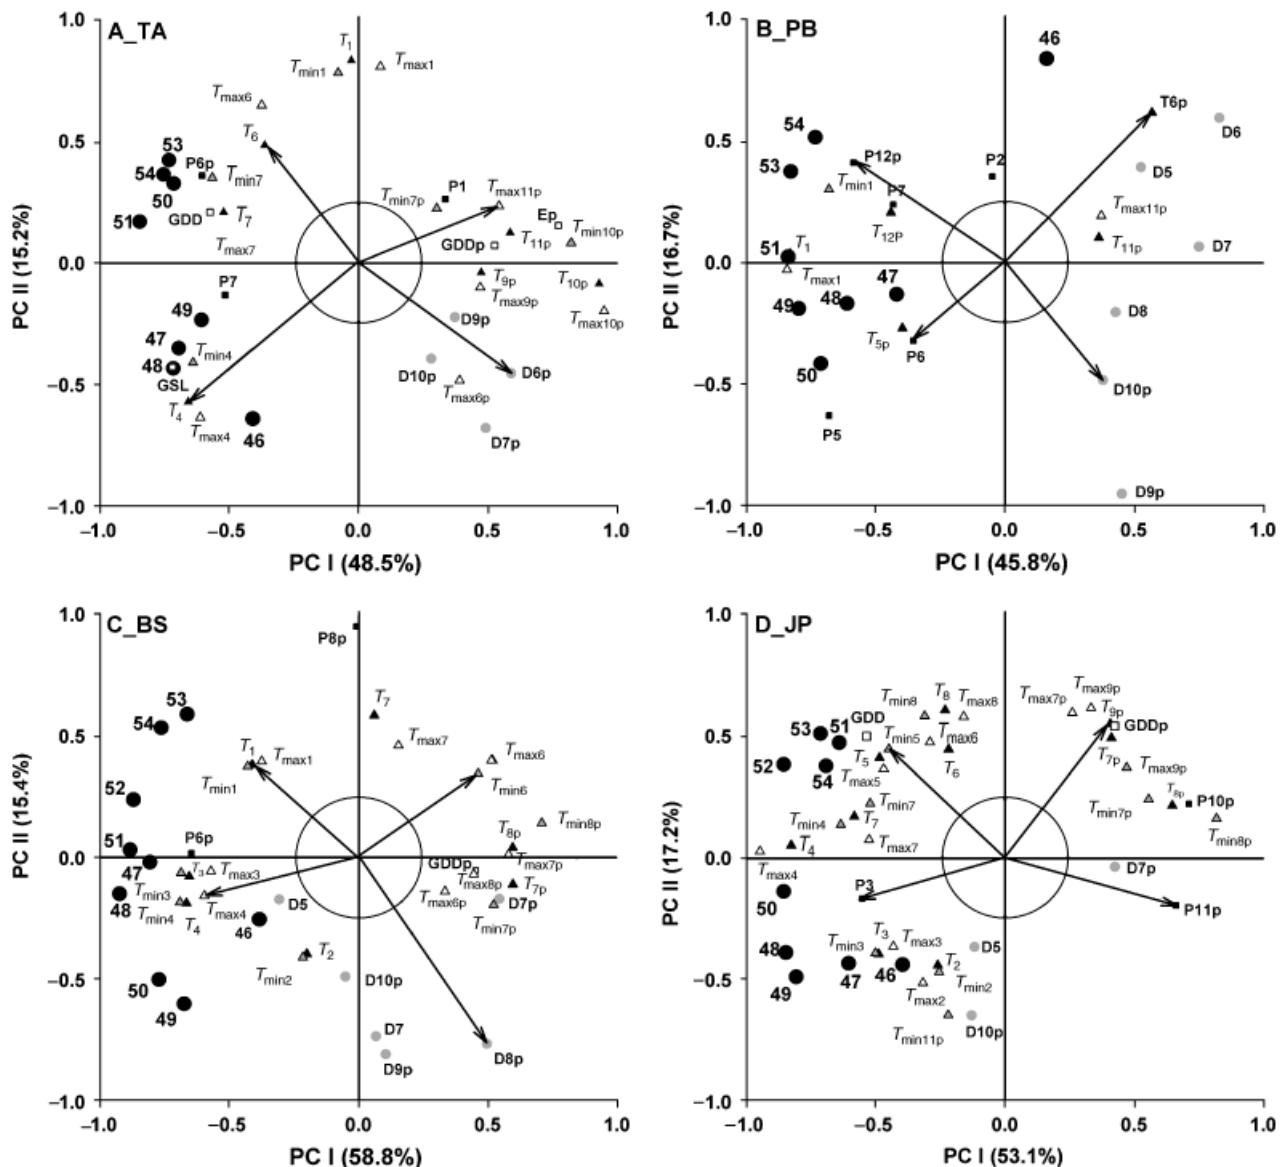 A_TA
1.0
0.5
0.0
−0.5
−1.0
PC II (15.2%)
T1
Tmin1
Tmax1
Tmax6
T6
53
54
P6p
Tmin7
50
51
GDD
T7
Tmax7
Tmin7p
P1
Tmax11p
Ep
Tmin10p
T11p
GDDp
P7
T9p
T10p
Tmax9p
Tmax10p
49
D9p
47
Tmin4
48
GSL
D10p
D6p
Tmax6p
T4
Tmax4
46
D7p
−1.0 −0.5 0.0 0.5 1.0
PC I (48.5%)
B_PB
1.0
0.5
0.0
−0.5
−1.0
PC II (16.7%)
46
T6p
D6
54
53
P12p
P2
D5
Tmin1
P7
Tmax11p
T12P
T11p
D7
51
T1
Tmax1
47
48
49
D8
T5p
P6
50
D10p
P5
D9p
−1.0 −0.5 0.0 0.5 1.0
PC I (45.8%)
C_BS
1.0
0.5
0.0
−0.5
−1.0
PC II (15.4%)
P8p
53
54
T7
Tmax7
T1
Tmax1
Tmin1
Tmax6
Tmin6
52
Tmin8p
51
P6p
T8p
47
T3
Tmax3
GDDp
Tmax7p
Tmax8p
T7p
Tmin3
48
Tmin4
T4
Tmax4
D5
Tmax6p
D7p
46
Tmin7p
T2
Tmin2
D10p
50
49
D7
D9p
D8p
−1.0 −0.5 0.0 0.5 1.0
PC I (58.8%)
D_JP
1.0
0.5
0.0
−0.5
−1.0
PC II (17.2%)
Tmin8
T8
Tmax8
Tmax7p
Tmax9p
T9p
GDDp
53
51
GDD
Tmin5
Tmax6
52
54
T5
T6
T7p
Tmax9p
Tmax5
Tmin7
T8p
P10p
Tmin7p
Tmin4
T7
Tmin8p
T4
Tmax7
Tmax4
D7p
50
P3
P11p
48
Tmin3
T3
Tmax3
D5
49
47
46
T2
Tmin2
Tmax2
Tmin11p
D10p
−1.0 −0.5 0.0 0.5 1.0
PC I (53.1%)